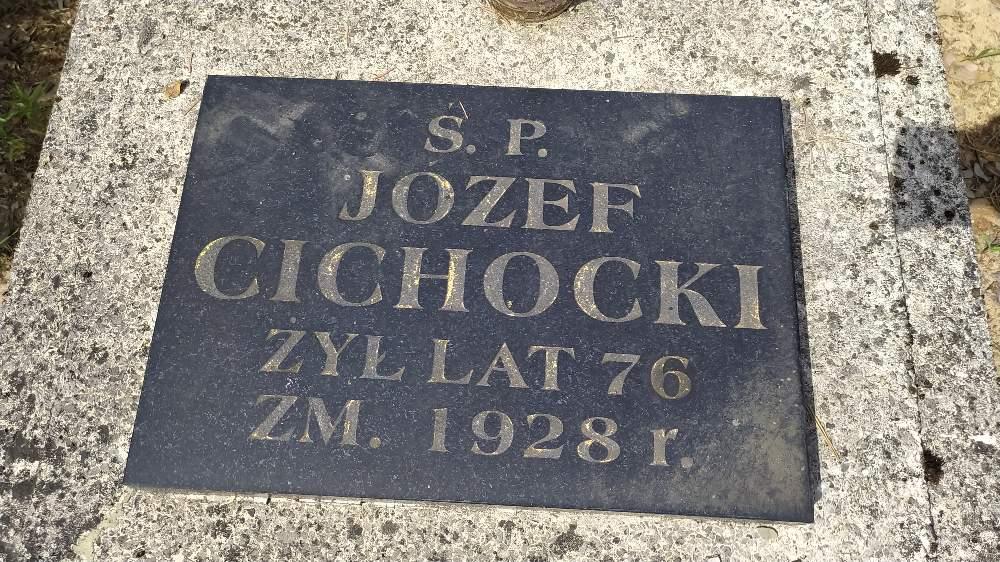 Ś. P.
JÓZEF
CICHOCKI
ŻYŁ LAT 76
ZM. 1928 r.